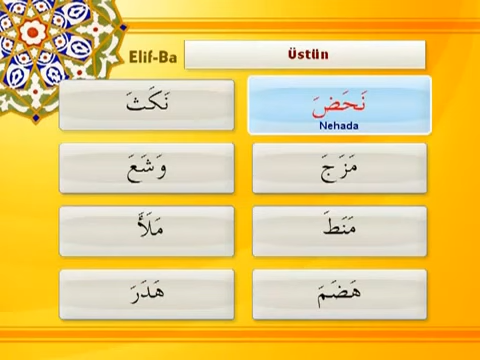 Elif-Ba
Üstün
نَحَضَ
Nehada
نَكَثَ
مَزَجَ
وَشَعَ
مَنَطَ
مَلَأَ
هَضَمَ
هَدَرَ